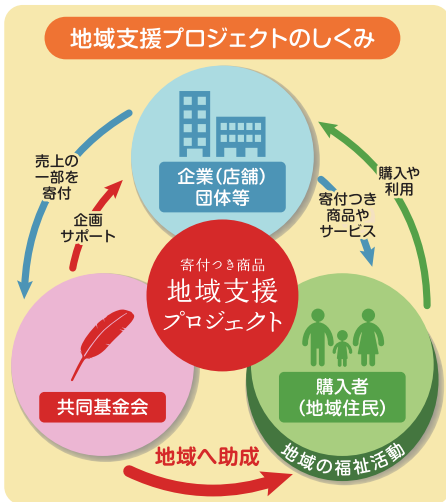 地域支援プロジェクトのしくみ
企業(店舗)
団体等
売上の
一部を
寄付
企画
サポート
購入や
利用
寄付つき
商品や
サービス
寄付つき商品
地域支援
プロジェクト
共同基金会
購入者
(地域住民)
地域の福祉活動
地域へ助成